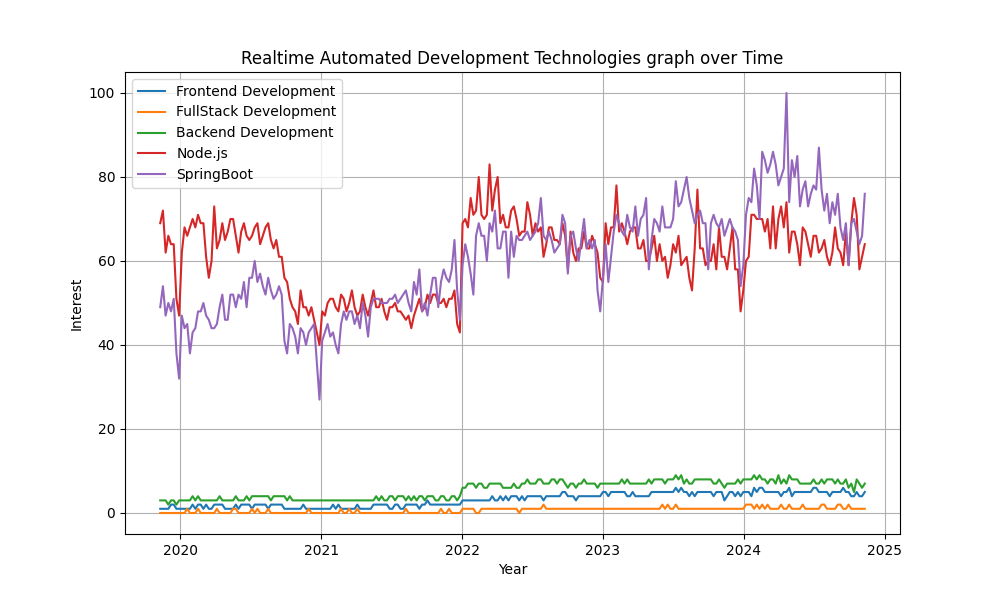 Realtime Automated Development Technologies graph over Time
Frontend Development
FullStack Development
Backend Development
Node.js
SpringBoot
100
80
60
40
20
0
Interest
2020 2021 2022 2023 2024 2025
Year